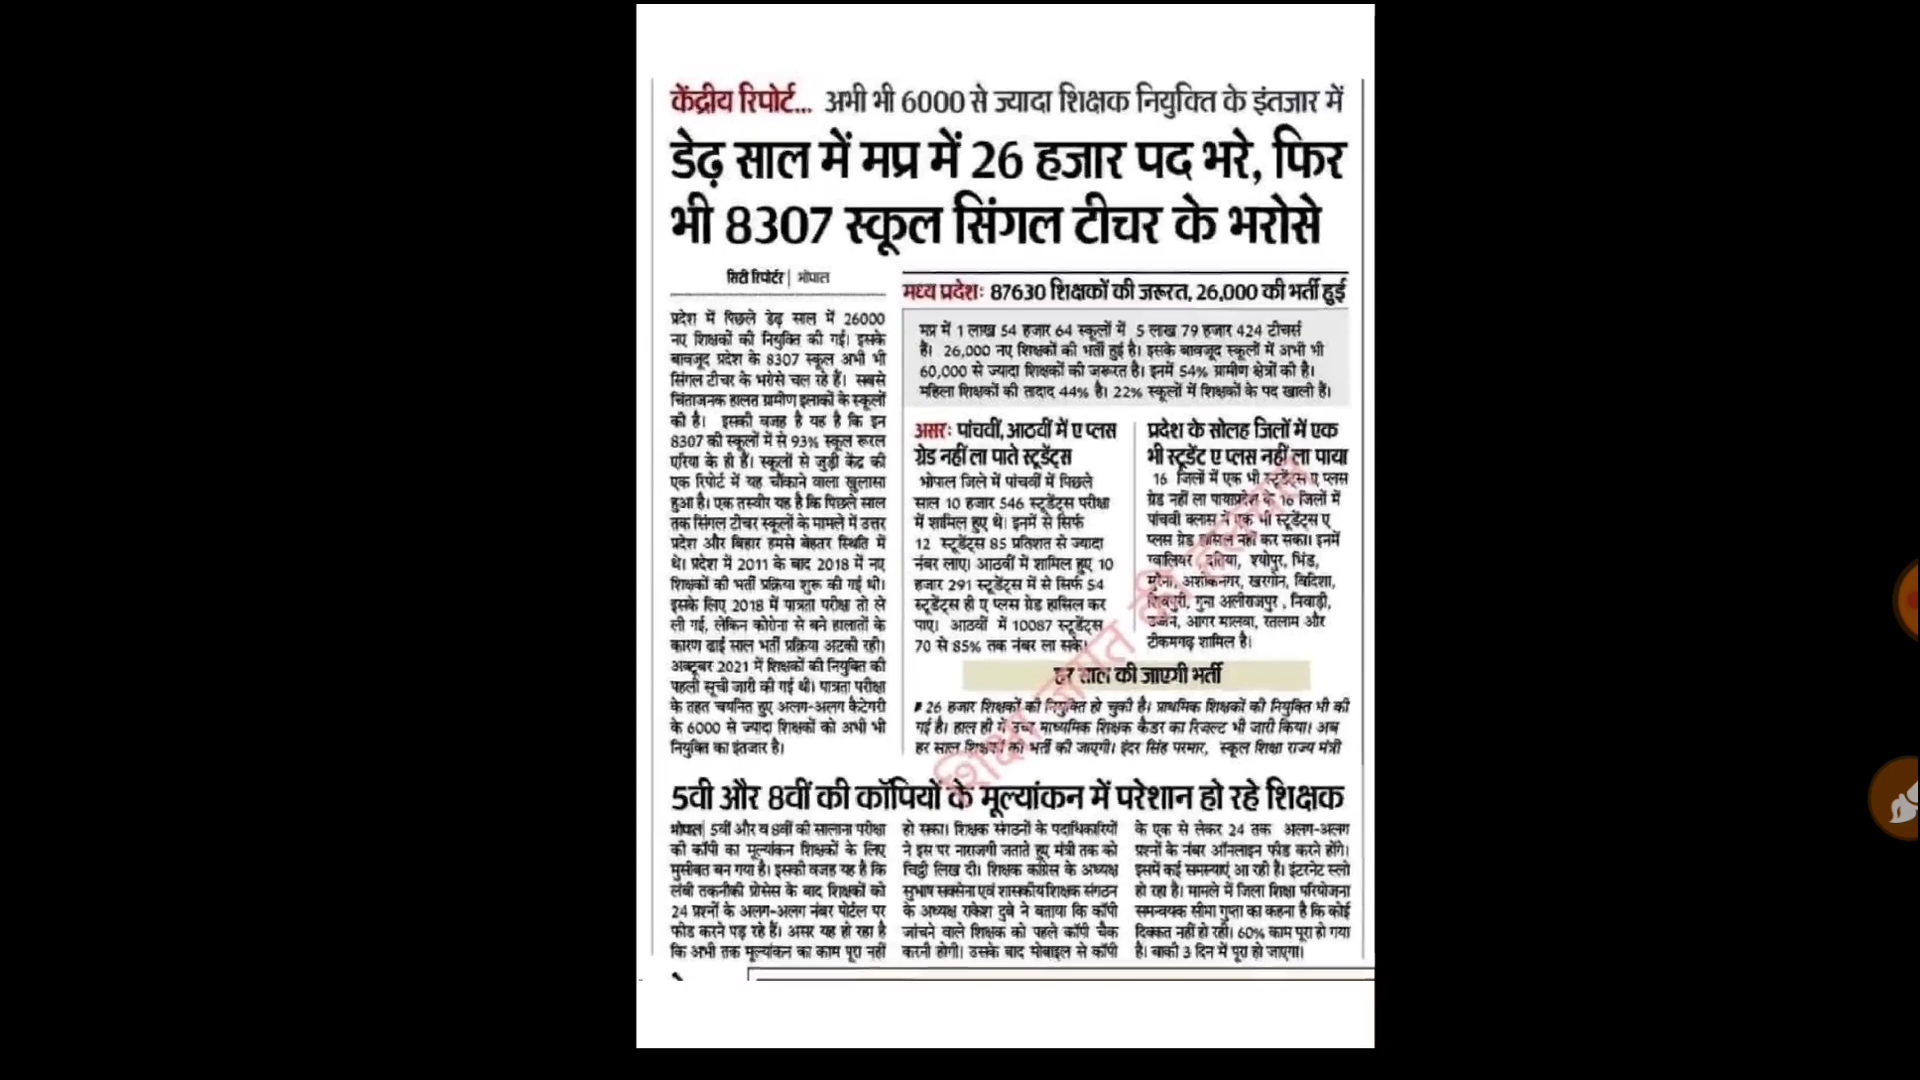 केंद्रीय रिपोर्ट... अभी भी 6000 से ज्यादा शिक्षक नियुक्ति के इंतजार में
डेढ़ साल में मप्र में 26 हजार पद भरे, फिर
भी 8307 स्कूल सिंगल टीचर के भरोसे
सिटी रिपोर्टर | भोपाल
प्रदेश में पिछले डेढ़ साल में 26000
नए शिक्षकों की नियुक्ति की गई। इसके
बावजूद प्रदेश के 8307 स्कूल अभी भी
सिंगल टीचर के भरोसे चल रहे हैं। सबसे
चिंताजनक हालत ग्रामीण इलाकों के स्कूलों
की है। इसकी वजह है यह है कि इन
8307 की स्कूलों में से 93% स्कूल रूरल
एरिया के ही हैं। स्कूलों से जुड़ी केंद्र की
एक रिपोर्ट में यह चौंकाने वाला खुलासा
हुआ है। एक तस्वीर यह है कि पिछले साल
तक सिंगल टीचर स्कूलों के मामले में उत्तर
प्रदेश और बिहार हमसे बेहतर स्थिति में
थे। प्रदेश में 2011 के बाद 2018 में नए
शिक्षकों की भर्ती प्रक्रिया शुरू की गई थी।
इसके लिए 2018 में पात्रता परीक्षा तो ले
ली गई, लेकिन कोरोना से बने हालातों के
कारण ढाई साल भर्ती प्रक्रिया अटकी रही।
अक्टूबर 2021 में शिक्षकों की नियुक्ति की
पहली सूची जारी की गई थी। पात्रता परीक्षा
के तहत चयनित हुए अलग-अलग कैटेगरी
के 6000 से ज्यादा शिक्षकों को अभी भी
नियुक्ति का इंतजार है।
मध्य प्रदेश: 87630 शिक्षकों की जरूरत, 26,000 की भर्ती हुई
मप्र में 1 लाख 54 हजार 64 स्कूलों में 5 लाख 79 हजार 424 टीचर्स
हैं। 26,000 नए शिक्षकों की भर्ती हुई है। इसके बावजूद स्कूलों में अभी भी
60,000 से ज्यादा शिक्षकों की जरूरत है। इनमें 54% ग्रामीण क्षेत्रों की है।
महिला शिक्षकों की तादाद 44% है। 22% स्कूलों में शिक्षकों के पद खाली हैं।
असर: पांचवीं, आठवीं में ए प्लस
ग्रेड नहीं ला पाते स्टूडेंट्स
भोपाल जिले में पांचवीं में पिछले
साल 10 हजार 546 स्टूडेंट्स परीक्षा
में शामिल हुए थे। इनमें से सिर्फ
12 स्टूडेंट्स 85 प्रतिशत से ज्यादा
नंबर लाए। आठवीं में शामिल हुए 10
हजार 291 स्टूडेंट्स में से सिर्फ 54
स्टूडेंट्स ही ए प्लस ग्रेड हासिल कर
पाए। आठवीं में 10087 स्टूडेंट्स
70 से 85% तक नंबर ला सके।
प्रदेश के सोलह जिलों में एक
भी स्टूडेंट ए प्लस नहीं ला पाया
16 जिलों में एक भी स्टूडेंट्स ए प्लस
ग्रेड नहीं ला पायाप्रदेश के 16 जिलों में
पांचवी क्लास में एक भी स्टूडेंट्स ए
प्लस ग्रेड हासिल नहीं कर सका। इनमें
ग्वालियर दतिया, श्योपुर, भिंड,
मुरैना, अशोकनगर, खरगोन, विदिशा,
शिवपुरी, गुना अलीराजपुर, निवाड़ी,
उज्जैन, आगर मालवा, रतलाम और
टीकमगढ़ शामिल है।
हर साल की जाएगी भर्ती
26 हजार शिक्षकों की नियुक्ति हो चुकी है। प्राथमिक शिक्षकों की नियुक्ति भी की
गई है। हाल ही में उच्च माध्यमिक शिक्षक कैडर का रिजल्ट भी जारी किया। अब
हर साल शिक्षकों की भर्ती की जाएगी। इंदर सिंह परमार, स्कूल शिक्षा राज्य मंत्री
शिक्षा जगत की
5वी और 8वीं की कॉपियों के मूल्यांकन में परेशान हो रहे शिक्षक
भोपाल| 5वीं और व 8वीं की सालाना परीक्षा
की कॉपी का मूल्यांकन शिक्षकों के लिए
मुसीबत बन गया है। इसकी वजह यह है कि
लंबी तकनीकी प्रोसेस के बाद शिक्षकों को
24 प्रश्नों के अलग-अलग नंबर पोर्टल पर
फीड करने पड़ रहे हैं। असर यह हो रहा है
कि अभी तक मूल्यांकन का काम पूरा नहीं
हो सका। शिक्षक संगठनों के पदाधिकारियों
ने इस पर नाराजगी जताते हुए मंत्री तक को
चिट्ठी लिख दी। शिक्षक कांग्रेस के अध्यक्ष
सुभाष सक्सेना एवं शासकीय शिक्षक संगठन
के अध्यक्ष राकेश दुबे ने बताया कि कॉपी
जांचने वाले शिक्षक को पहले कॉपी चैक
करनी होगी। उसके बाद मोबाइल से कॉपी
के एक से लेकर 24 तक अलग-अलग
प्रश्नों के नंबर ऑनलाइन फीड करने होंगे।
इसमें कई समस्याएं आ रही है। इंटरनेट स्लो
हो रहा है। मामले में जिला शिक्षा परियोजना
समन्वयक सीमा गुप्ता का कहना है कि कोई
दिक्कत नहीं हो रही। 60% काम पूरा हो गया
है। बाकी 3 दिन में पूरा हो जाएगा।